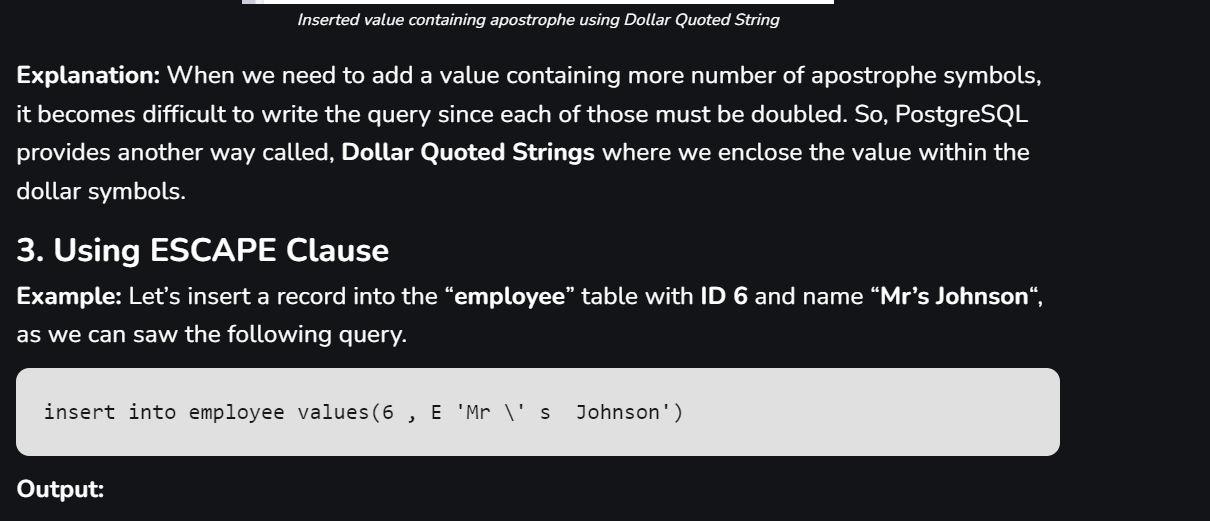 Inserted value containing apostrophe using Dollar Quoted String
Explanation: When we need to add a value containing more number of apostrophe symbols,
it becomes difficult to write the query since each of those must be doubled. So, PostgreSQL
provides another way called, Dollar Quoted Strings where we enclose the value within the
dollar symbols.
3. Using ESCAPE Clause
Example: Let’s insert a record into the “employee” table with ID 6 and name “Mr’s Johnson“,
as we can saw the following query.
insert into employee values(6 , E 'Mr \' s  Johnson')
Output: